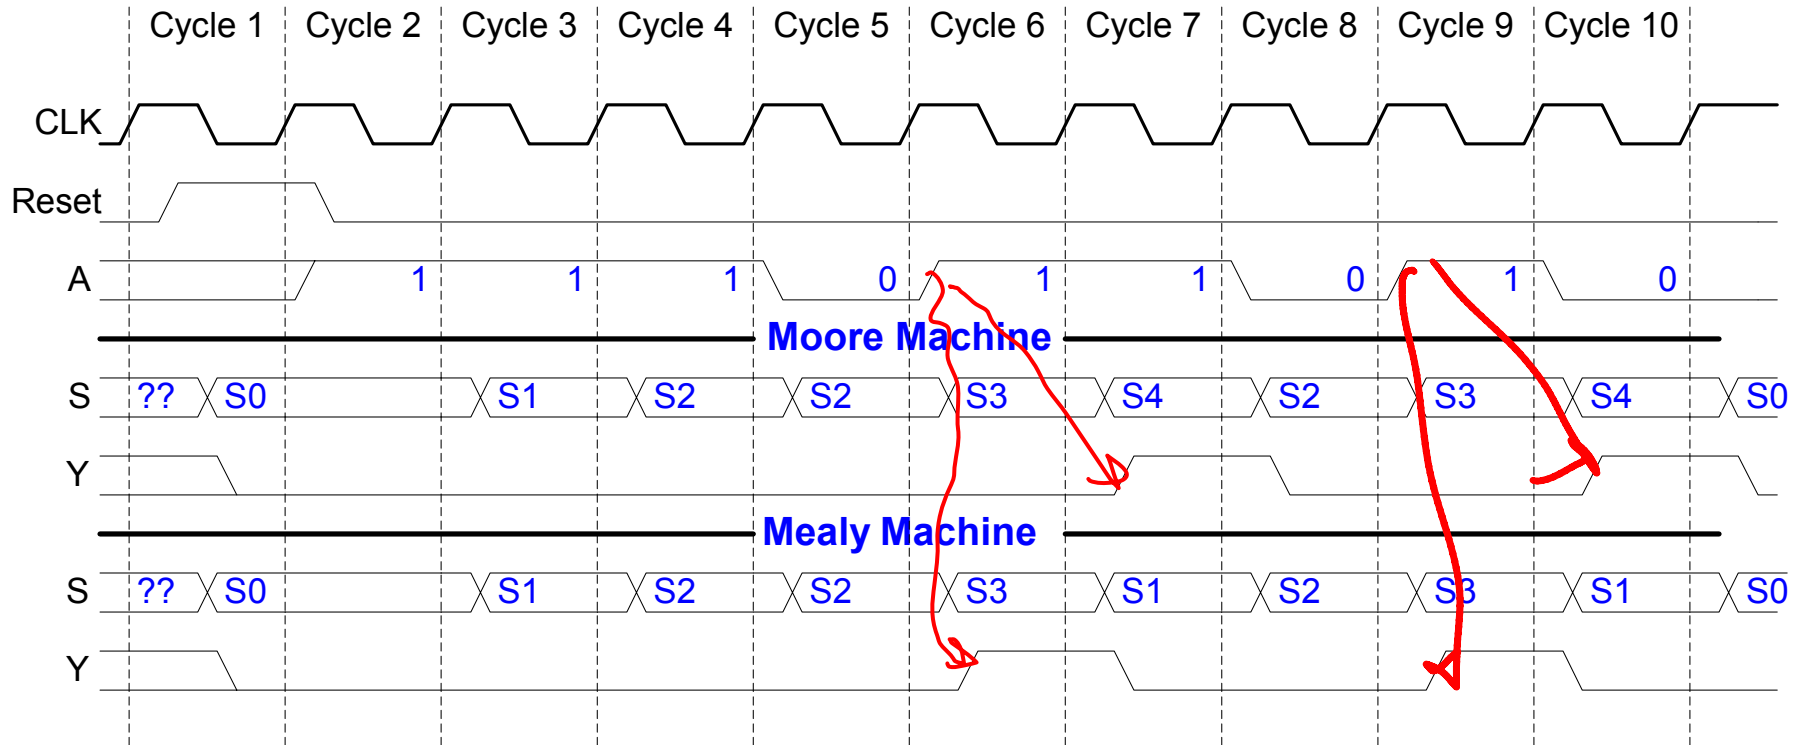 Cycle 1 Cycle 2 Cycle 3 Cycle 4 Cycle 5 Cycle 6 Cycle 7 Cycle 8 Cycle 9 Cycle 10
CLK
Reset
A 1 1 1 0 1 1 0 1 0
Moore Machine
S ?? S0 S1 S2 S2 S3 S4 S2 S3 S4 S0
Y
Mealy Machine
S ?? S0 S1 S2 S2 S3 S1 S2 S3 S1 S0
Y